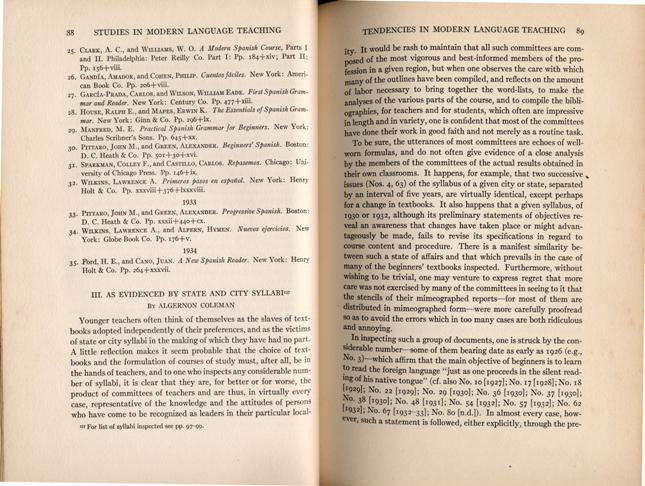 88 STUDIES IN MODERN LANGUAGE TEACHING
25. CLARK, A. C., and WILLIAMS, W. O. A Modern Spanish Course, Parts I
and II. Philadelphia: Peter Reilly Co. Part I: Pp. 184+xiv; Part II:
Pp. 156+viii.
26. GANDÍA, AMADOR, and COHEN, PHILIP. Cuentos fáciles. New York: Ameri-
can Book Co. Pp. 206+viii.
27. GARCÍA-PRADA, CARLOS, and WILSON, WILLIAM EADE. First Spanish Gram-
mar and Reader. New York: Century Co. Pp. 477+xiii.
28. HOUSE, RALPH E., and MAPES, ERWIN K. The Essentials of Spanish Gram-
mar. New York: Ginn & Co. Pp. 296+ix.
29. MANFRED, M. E. Practical Spanish Grammar for Beginners. New York:
Charles Scribner's Sons. Pp. 645+xx.
30. PITTARO, JOHN M., and GREEN, ALEXANDER. Beginners' Spanish. Boston:
D. C. Heath & Co. Pp. 501+30+xvi.
31. SPARKMAN, COLLEY F., and CASTILLO, CARLOS. Repasemos. Chicago: Uni-
versity of Chicago Press. Pp. 146+ix.
32. WILKINS, LAWRENCE A. Primeros pasos en español. New York: Henry
Holt & Co. Pp. xxxviii+376+lxxxviii.
1933
33. PITTARO, JOHN M., and GREEN, ALEXANDER. Progressive Spanish. Boston:
D. C. Heath & Co. Pp. xxxii+440+cx.
34. WILKINS, LAWRENCE A., and ALPERN, HYMEN. Nuevos ejercicios. New
York: Globe Book Co. Pp. 176+v.
1934
35. Ford, H. E., and CANO, JUAN. A New Spanish Reader. New York: Henry
Holt & Co. Pp. 264+xxxvii.
III. AS EVIDENCED BY STATE AND CITY SYLLABI
BY ALGERNON COLEMAN
Younger teachers often think of themselves as the slaves of text-
books adopted independently of their preferences, and as the victims
of state or city syllabi in the making of which they have had no part.
A little reflection makes it seem probable that the choice of text-
books and the formulation of courses of study must, after all, be in
the hands of teachers, and to one who inspects any considerable num-
ber of syllabi, it is clear that they are, for better or for worse, the
product of committees of teachers and are thus, in virtually every
case, representative of the knowledge and the attitudes of persons
who have come to be recognized as leaders in their particular local-
For list of syllabi inspected see pp. 97-99.
TENDENCIES IN MODERN LANGUAGE TEACHING 89
ity. It would be rash to maintain that all such committees are com-
posed of the most vigorous and best-informed members of the pro-
fession in a given region, but when one observes the care with which
many of the outlines have been compiled, and reflects on the amount
of labor necessary to bring together the word-lists, to make the
analyses of the various parts of the course, and to compile the bibli-
ographies, for teachers and for students, which often are impressive
in length and in variety, one is confident that most of the committees
have done their work in good faith and not merely as a routine task.
To be sure, the utterances of most committees are echoes of well-
worn formulas, and do not often give evidence of a close analysis
by the members of the committees of the actual results obtained in
their own classrooms. It happens, for example, that two successive
issues (Nos. 4, 63) of the syllabus of a given city or state, separated
by an interval of five years, are virtually identical, except perhaps
for a change in textbooks. It also happens that a given syllabus, of
1930 or 1932, although its preliminary statements of objectives re-
veal an awareness that changes have taken place or might advan-
tageously be made, fails to revise its specifications in regard to
course content and procedure. There is a manifest similarity be-
tween such a state of affairs and that which prevails in the case of
many of the beginners' textbooks inspected. Furthermore, without
wishing to be trivial, one may venture to express regret that more
care was not exercised by many of the committees in seeing to it that
the stencils of their mimeographed reports—for most of them are
distributed in mimeographed form—were more carefully proofread
so as to avoid the errors which in too many cases are both ridiculous
and annoying.
In inspecting such a group of documents, one is struck by the con-
siderable number—some of them bearing date as early as 1926 (e.g.,
No. 3)—which affirm that the main objective of beginners is to learn
to read the foreign language "just as one proceeds in the silent read-
ing of his native tongue" (cf. also No. 10 [1927]; No. 17 [1928]; No. 18
[1929]; No. 22 [1929]; No. 29 [1930]; No. 36 [1930]; No. 37 [1930];
No. 38 [1930]; No. 48 [1931]; No. 54 [1932]; No. 57 [1932]; No. 62
[1932]; No. 67 [1932-33]; No. 80 [n.d.]). In almost every case, how-
ever, such a statement is followed, either explicitly, through the pre-